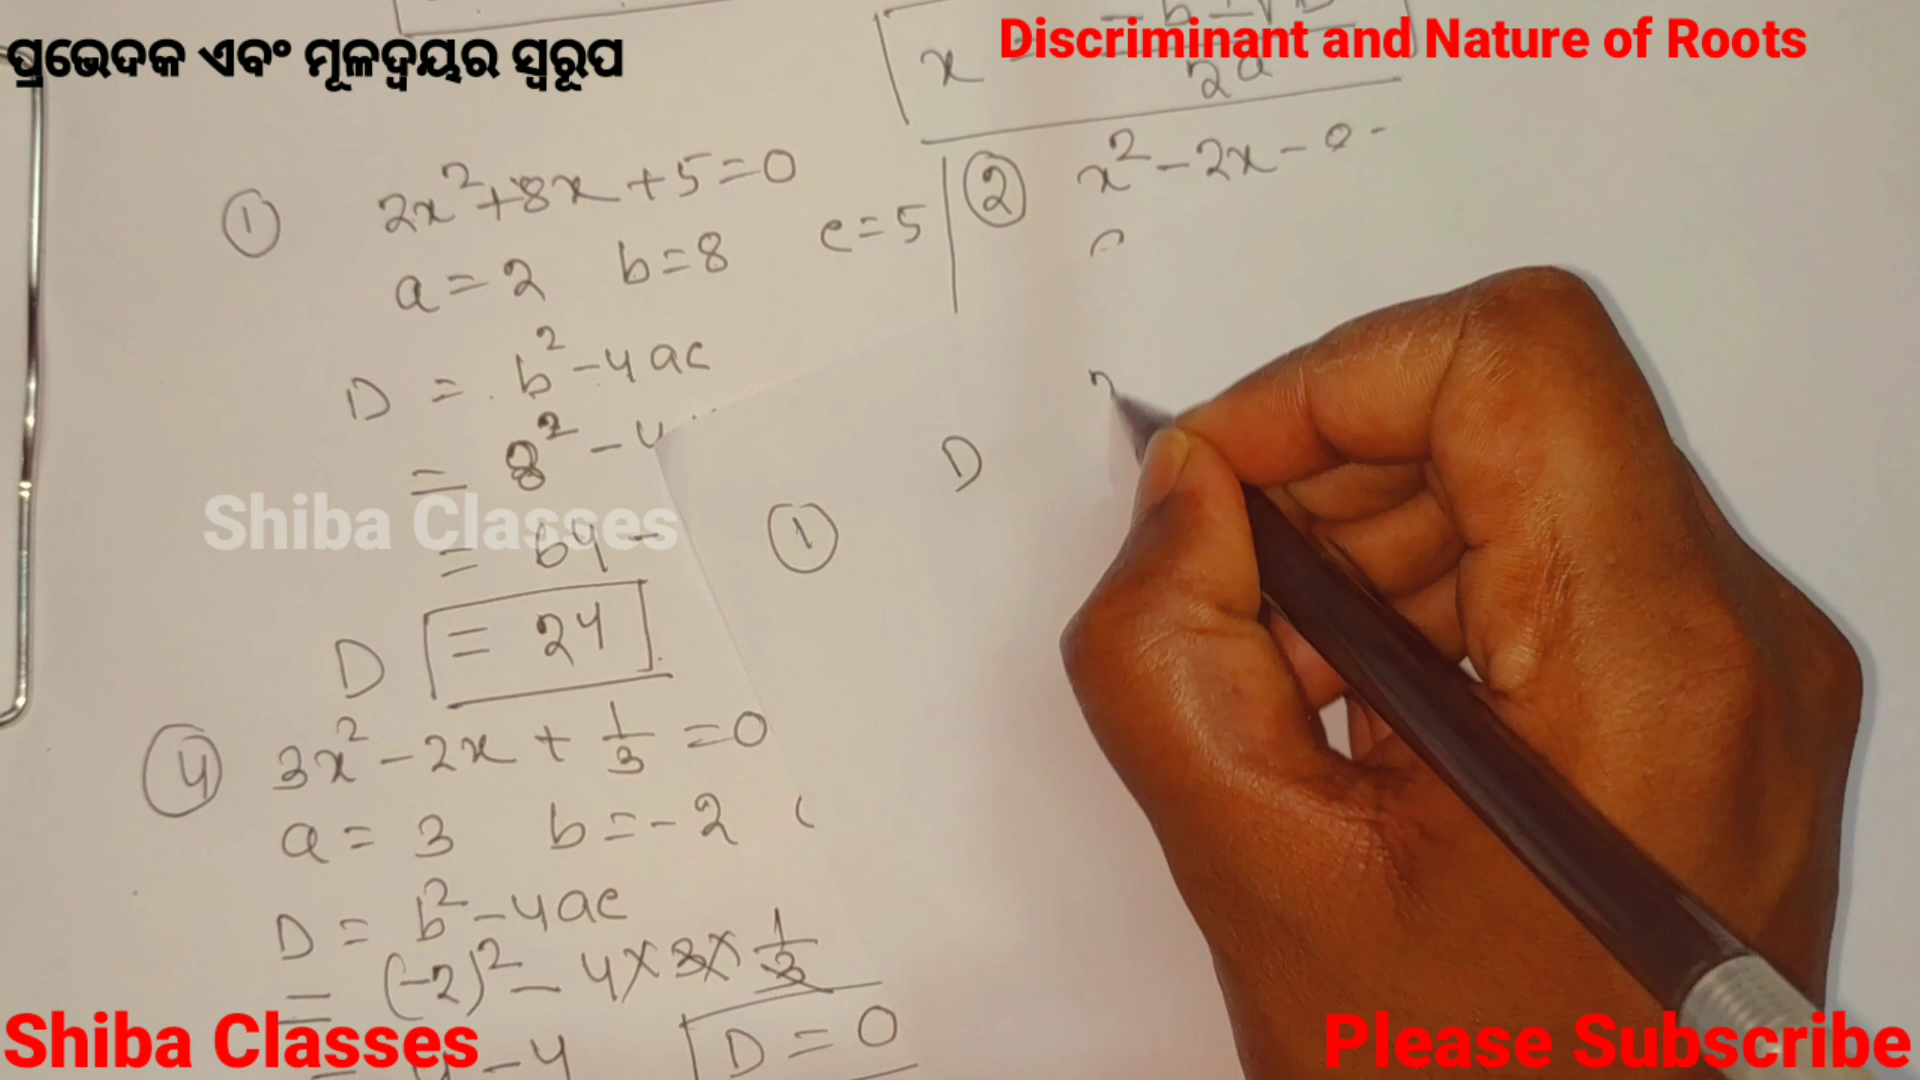 ପ୍ରଭେଦକ ଏବଂ ମୂଳଦ୍ୱୟର ସ୍ୱରୂପ
Discriminant and Nature of Roots
x 2a
① 2x²+8x+5=0
a=2 b=8 c=5
D = b²-4ac
= 8²-4
= 64-
D = 24
② x²-2x-
① D
④ 3x²-2x+1/3=0
a=3 b=-2
D = b²-4ac
= (-2)²-4×3×1/3
= 4-4
D=0
Shiba Classes
Shiba Classes
Please Subscribe